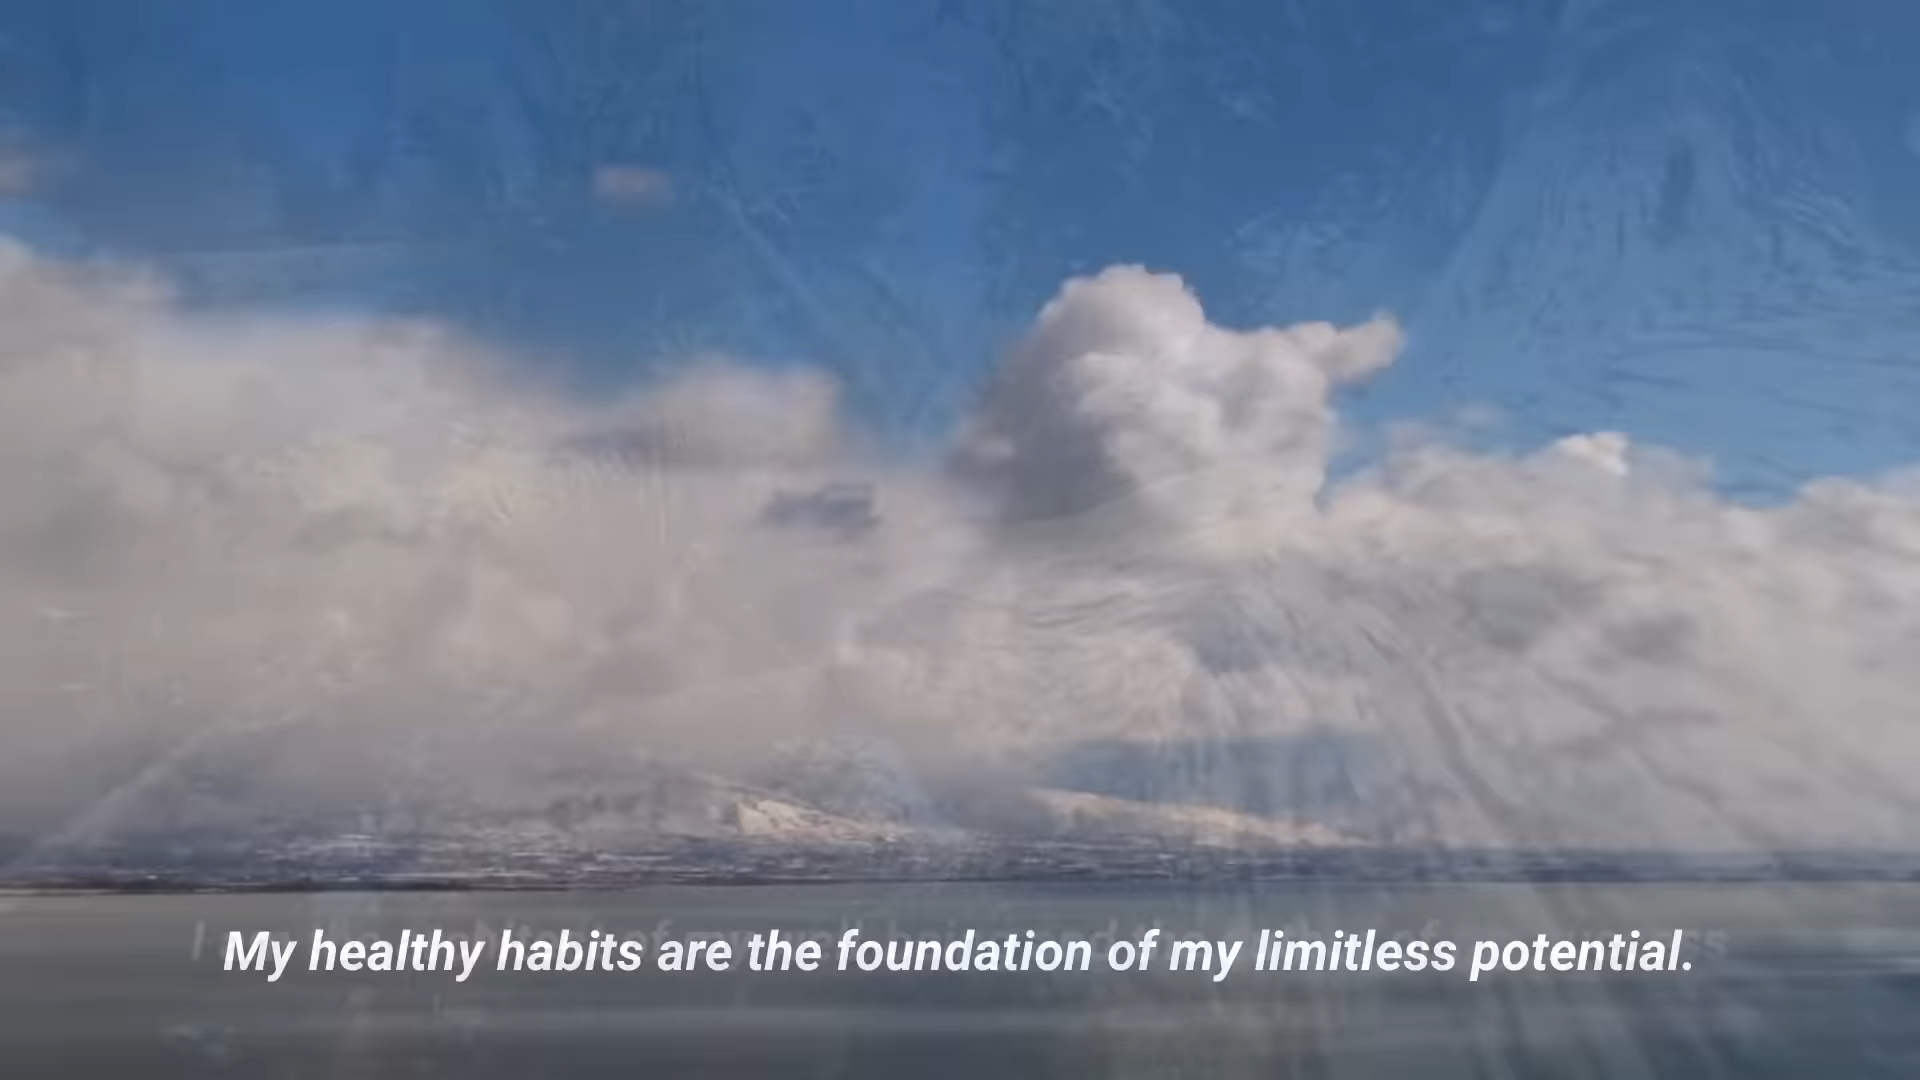 My healthy habits are the foundation of my limitless potential.